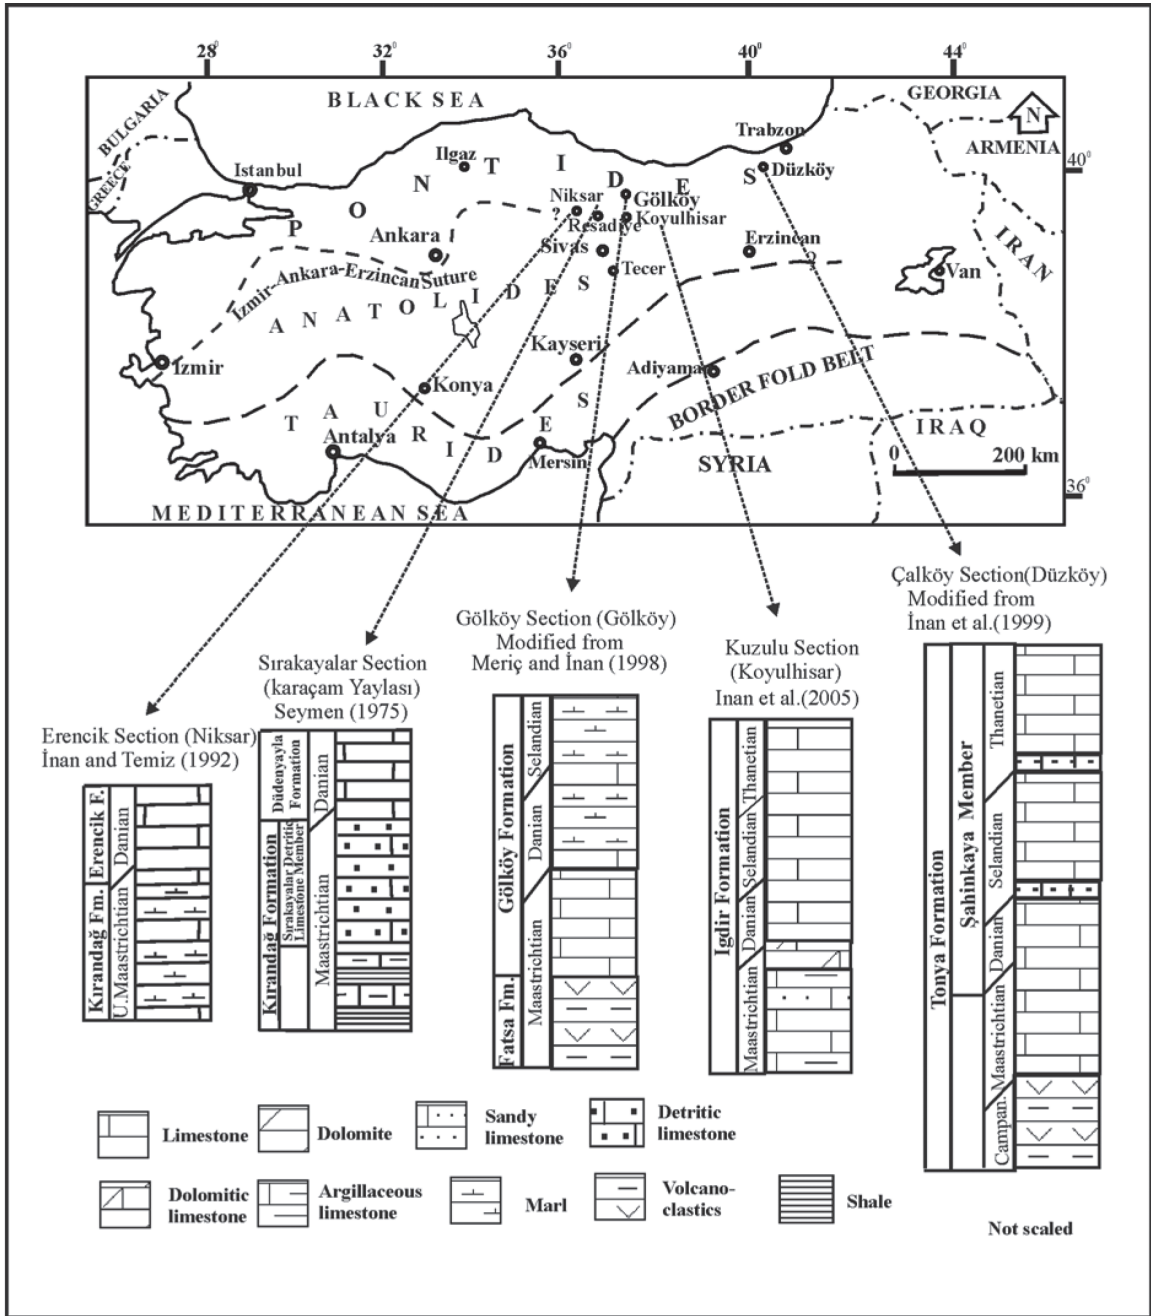 28⁰ 32⁰ 36⁰ 40⁰ 44⁰
BLACK SEA
BULGARIA
GREECE
GEORGIA
ARMENIA
N
40⁰
Trabzon
Düzköy
Istanbul
Ilgaz
PONTIDES
Niksar
Gölköy
Resadiye
Koyulhisar
?
Ankara
Sivas
Tecer
Erzincan
?
IRAN
Van
İzmir-Ankara-Erzincan Suture
ANATOLIDES
Kayseri
Adiyama
İzmir
Konya
BORDER FOLD BELT
TAURIDES
Antalya
Mersin
SYRIA
IRAQ
0 200 km
36⁰
MEDITERRANEAN SEA
Erencik Section (Niksar)
İnan and Temiz (1992)
Kırandağ Fm.
Erencik F.
U.Maastrichtian
Danian
Sırakayalar Section
(karaçam Yaylası)
Seymen (1975)
Kırandağ Formation
Düdenyayla
Formation
Sırakayalar Detritic
Limestone Member
Maastrichtian
Danian
Gölköy Section (Gölköy)
Modified from
Meriç and İnan (1998)
Fatsa Fm.
Gölköy Formation
Maastrichtian
Danian
Selandian
Kuzulu Section
(Koyulhisar)
Inan et al.(2005)
Igdir Formation
Maastrichtian
Danian
Selandian
Thanetian
Çalköy Section(Düzköy)
Modified from
İnan et al.(1999)
Tonya Formation
Şahinkaya Member
Campan.
Maastrichtian
Danian
Selandian
Thanetian
Limestone
Dolomite
Sandy
limestone
Detritic
limestone
Dolomitic
limestone
Argillaceous
limestone
Marl
Volcano-
clastics
Shale
Not scaled